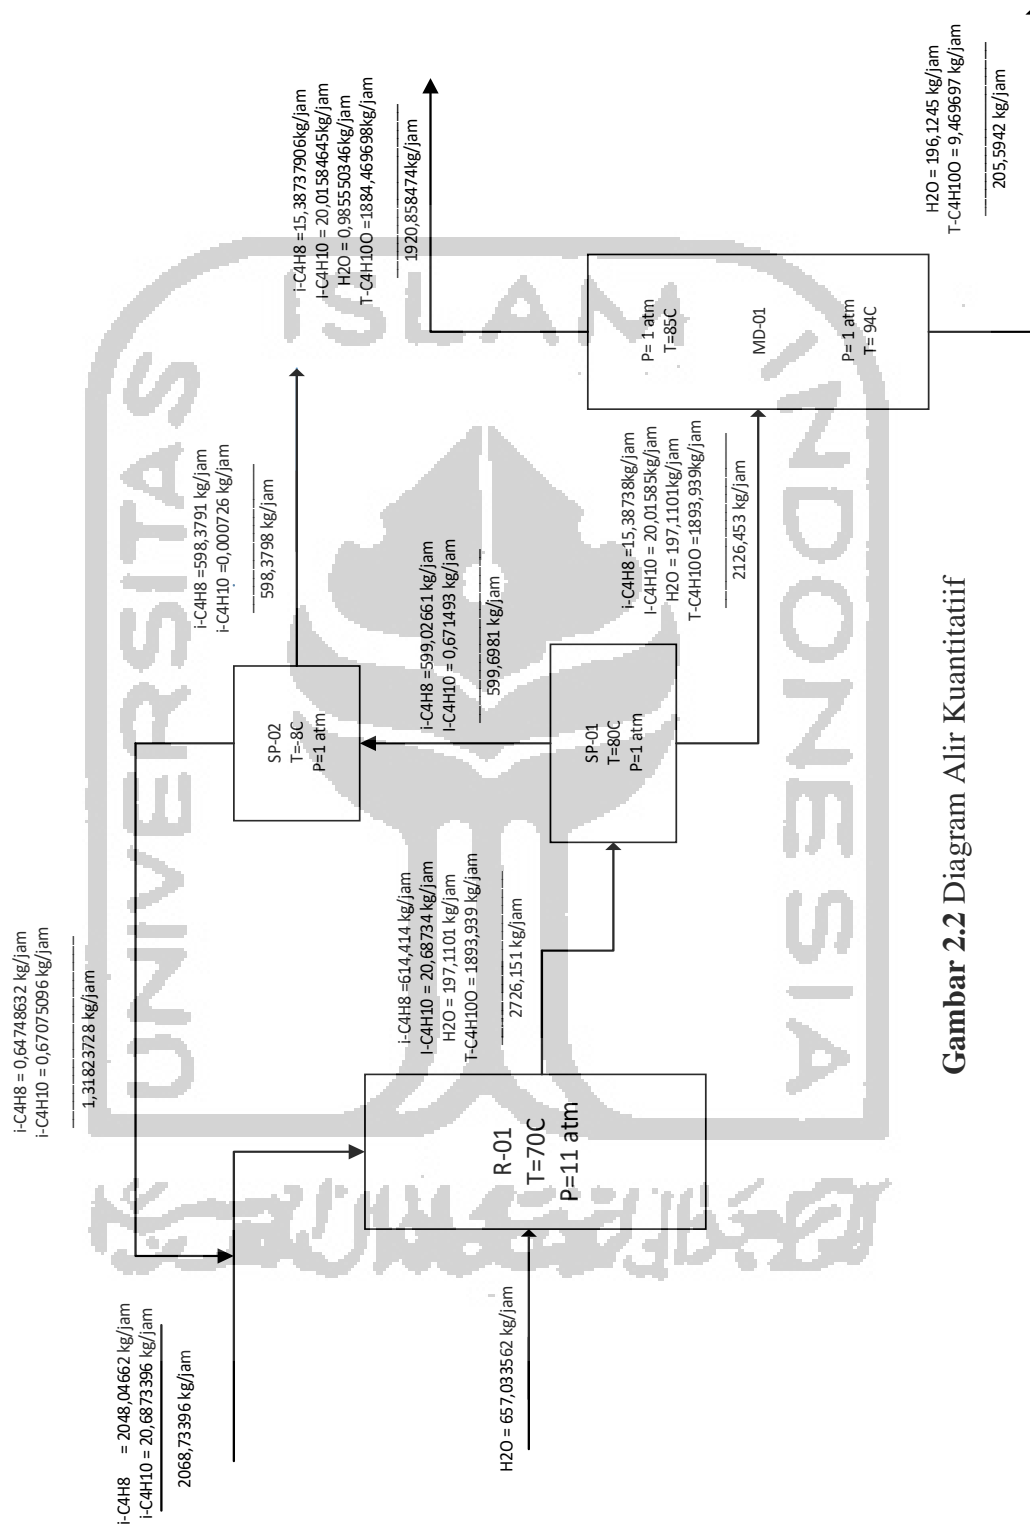 i-C4H8 = 0,64748632 kg/jam
i-C4H10 = 0,67075096 kg/jam
1,31823728 kg/jam
i-C4H8 = 2048,04662 kg/jam
i-C4H10 = 20,6873396 kg/jam
2068,73396 kg/jam
H2O = 657,033562 kg/jam
R-01
T=70C
P=11 atm
i-C4H8 =614,414 kg/jam
I-C4H10 = 20,68734 kg/jam
H2O = 197,1101 kg/jam
T-C4H10O = 1893,939 kg/jam
2726,151 kg/jam
SP-02
T=-8C
P=1 atm
i-C4H8 =598,3791 kg/jam
i-C4H10 =0,000726 kg/jam
598,3798 kg/jam
i-C4H8 =599,02661 kg/jam
I-C4H10 = 0,671493 kg/jam
599,6981 kg/jam
SP-01
T=80C
P=1 atm
i-C4H8 =15,38738kg/jam
I-C4H10 = 20,01585kg/jam
H2O = 197,1101kg/jam
T-C4H10O =1893,939kg/jam
2126,453 kg/jam
i-C4H8 =15,38737906kg/jam
I-C4H10 = 20,01584645kg/jam
H2O = 0,985550346kg/jam
T-C4H10O =1884,469698kg/jam
1920,858474kg/jam
P= 1 atm
T=85C
MD-01
P= 1 atm
T= 94C
H2O = 196,1245 kg/jam
T-C4H10O = 9,469697 kg/jam
205,5942 kg/jam
Gambar 2.2 Diagram Alir Kuantitatiif
UNIVERSITAS
ISLAM
INDONESIA